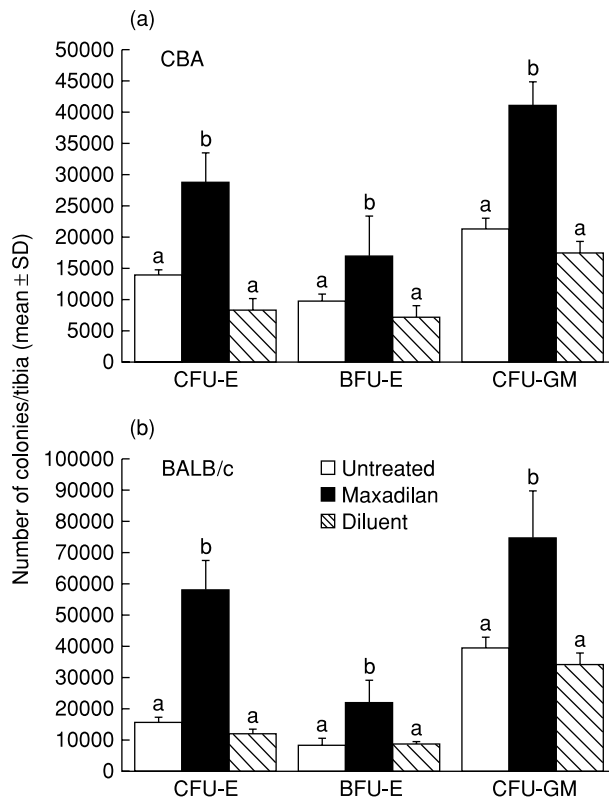 (a)
CBA
50000
45000
40000
35000
30000
25000
20000
15000
10000
5000
0
a b a
a b a
a b a
CFU-E BFU-E CFU-GM
Number of colonies/tibia (mean ± SD)
(b)
BALB/c
Untreated
Maxadilan
Diluent
100000
90000
80000
70000
60000
50000
40000
30000
20000
10000
0
a b a
a b a
a b a
CFU-E BFU-E CFU-GM